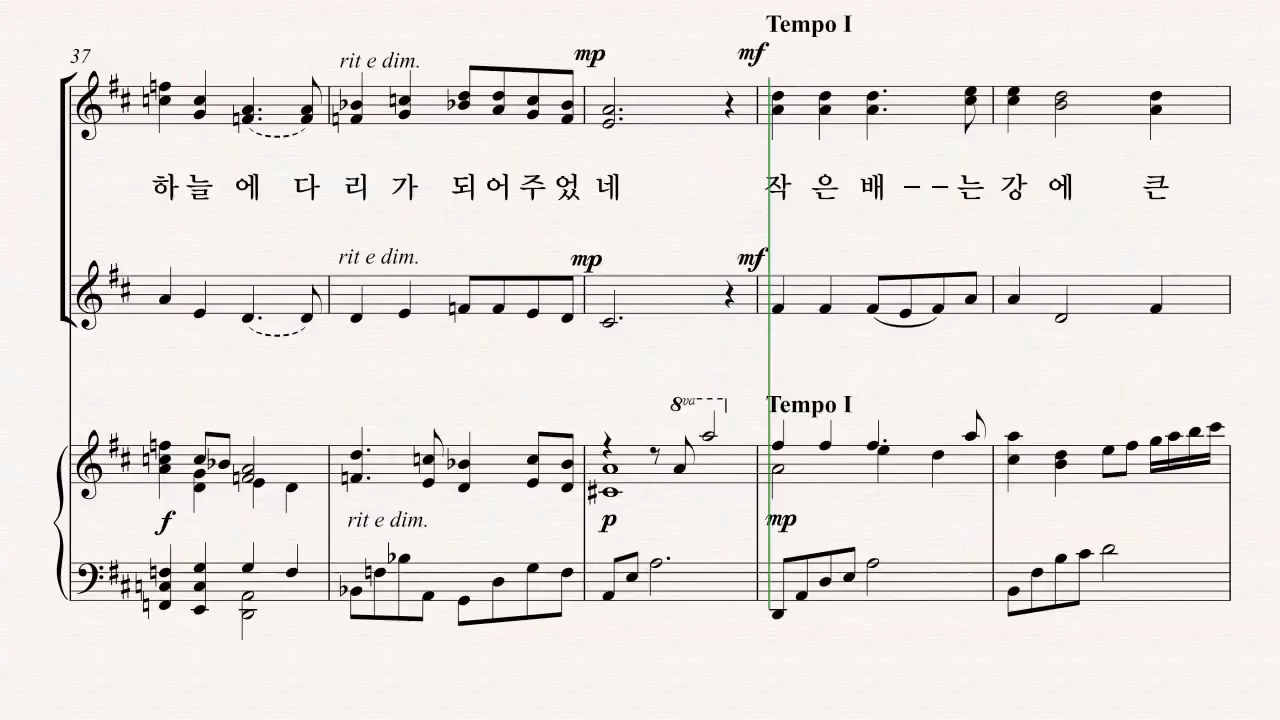 Tempo I
37 rit e dim. mp mf
하 늘 에 다 리 가 되 어 주 었 네 작 은 배 - - 는 강 에 큰
rit e dim. mp mf
8va Tempo I
f rit e dim. p mp